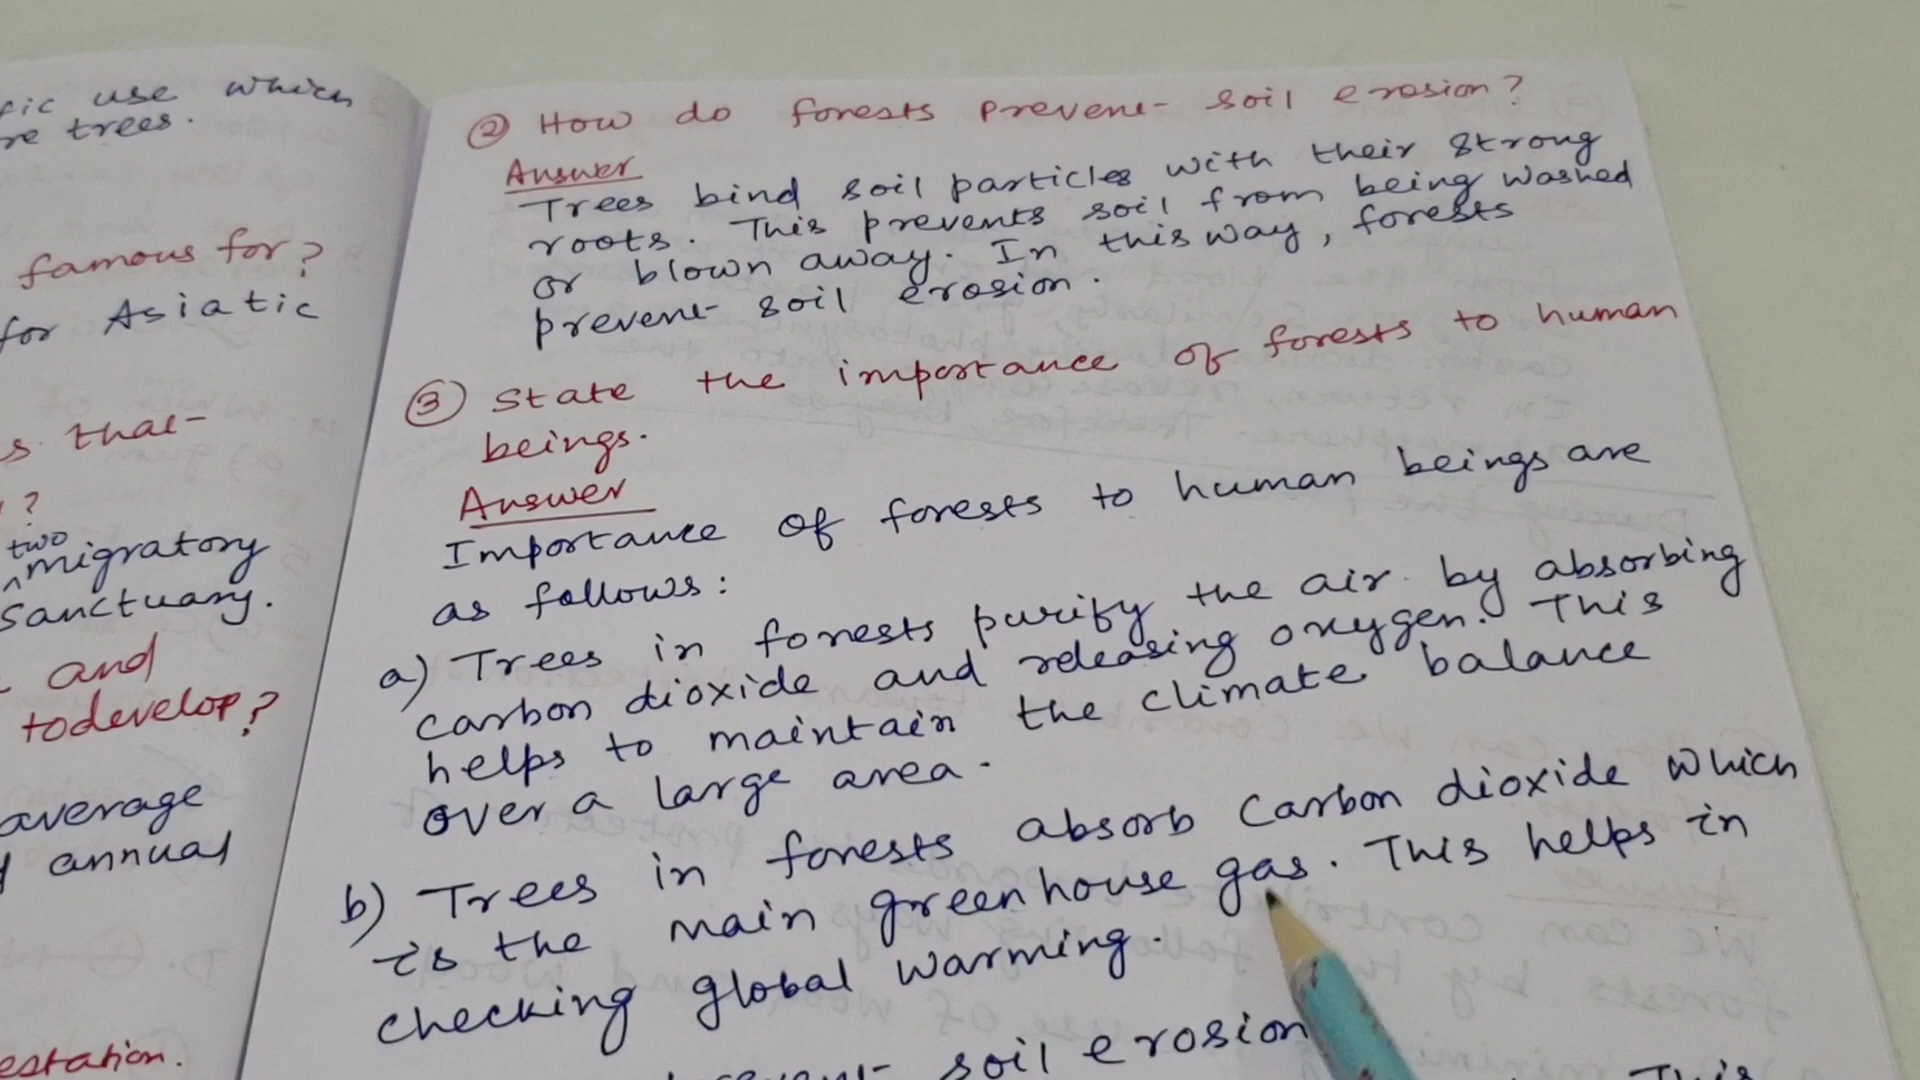 use which
trees.
famous for?
for Asiatic
that
?
two
migratory
Sanctuary.
and
to develop?
average
annual
② How do forests prevent soil erosion?
Answer
Trees bind soil particles with their strong
roots. This prevents soil from being washed
or blown away. In this way, forests
prevent soil erosion.
③ State the importance of forests to human
beings.
Answer
Importance of forests to human beings are
as follows:
a) Trees in forests purify the air by absorbing
carbon dioxide and releasing oxygen. This
helps to maintain the climate balance
over a large area.
b) Trees in forests absorb carbon dioxide which
is the main greenhouse gas. This helps in
checking global warming.
soil erosion
This